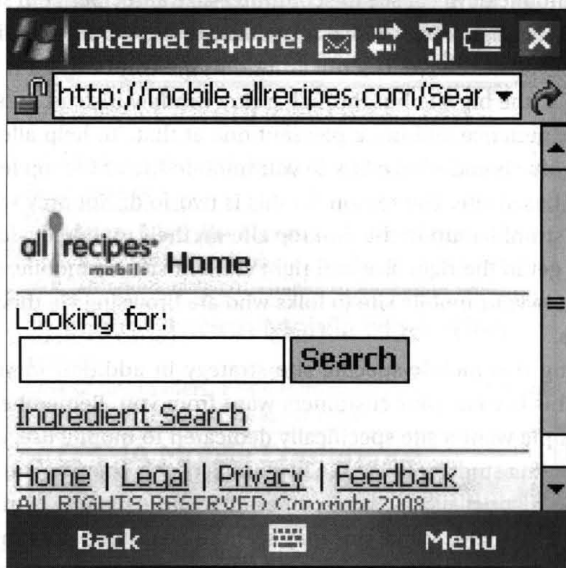 Internet Explorer
http://mobile.allrecipes.com/Sear
all recipes
mobile Home
Looking for:
Search
Ingredient Search
Home | Legal | Privacy | Feedback
ALL RIGHTS RESERVED Copyright 2008
Back Menu